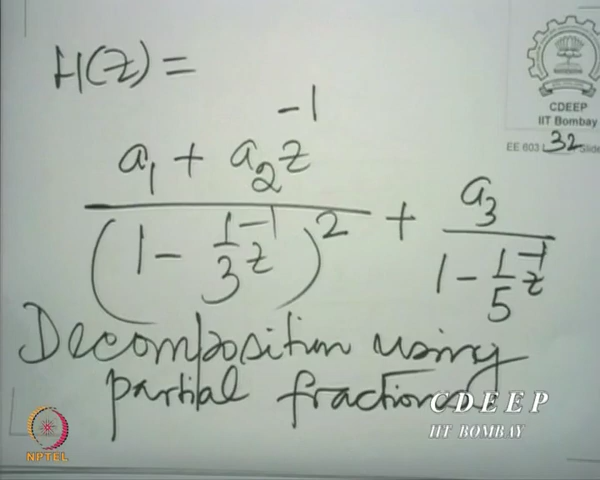 H(z) =
a₁ + a₂z⁻¹ / (1 - 1/3 z⁻¹)² + a₃ / 1 - 1/5 z⁻¹
Decomposition using
partial fractions
CDEEP
IIT Bombay
EE 603 L 32 Slide
CDEEP
IIT BOMBAY
NPTEL